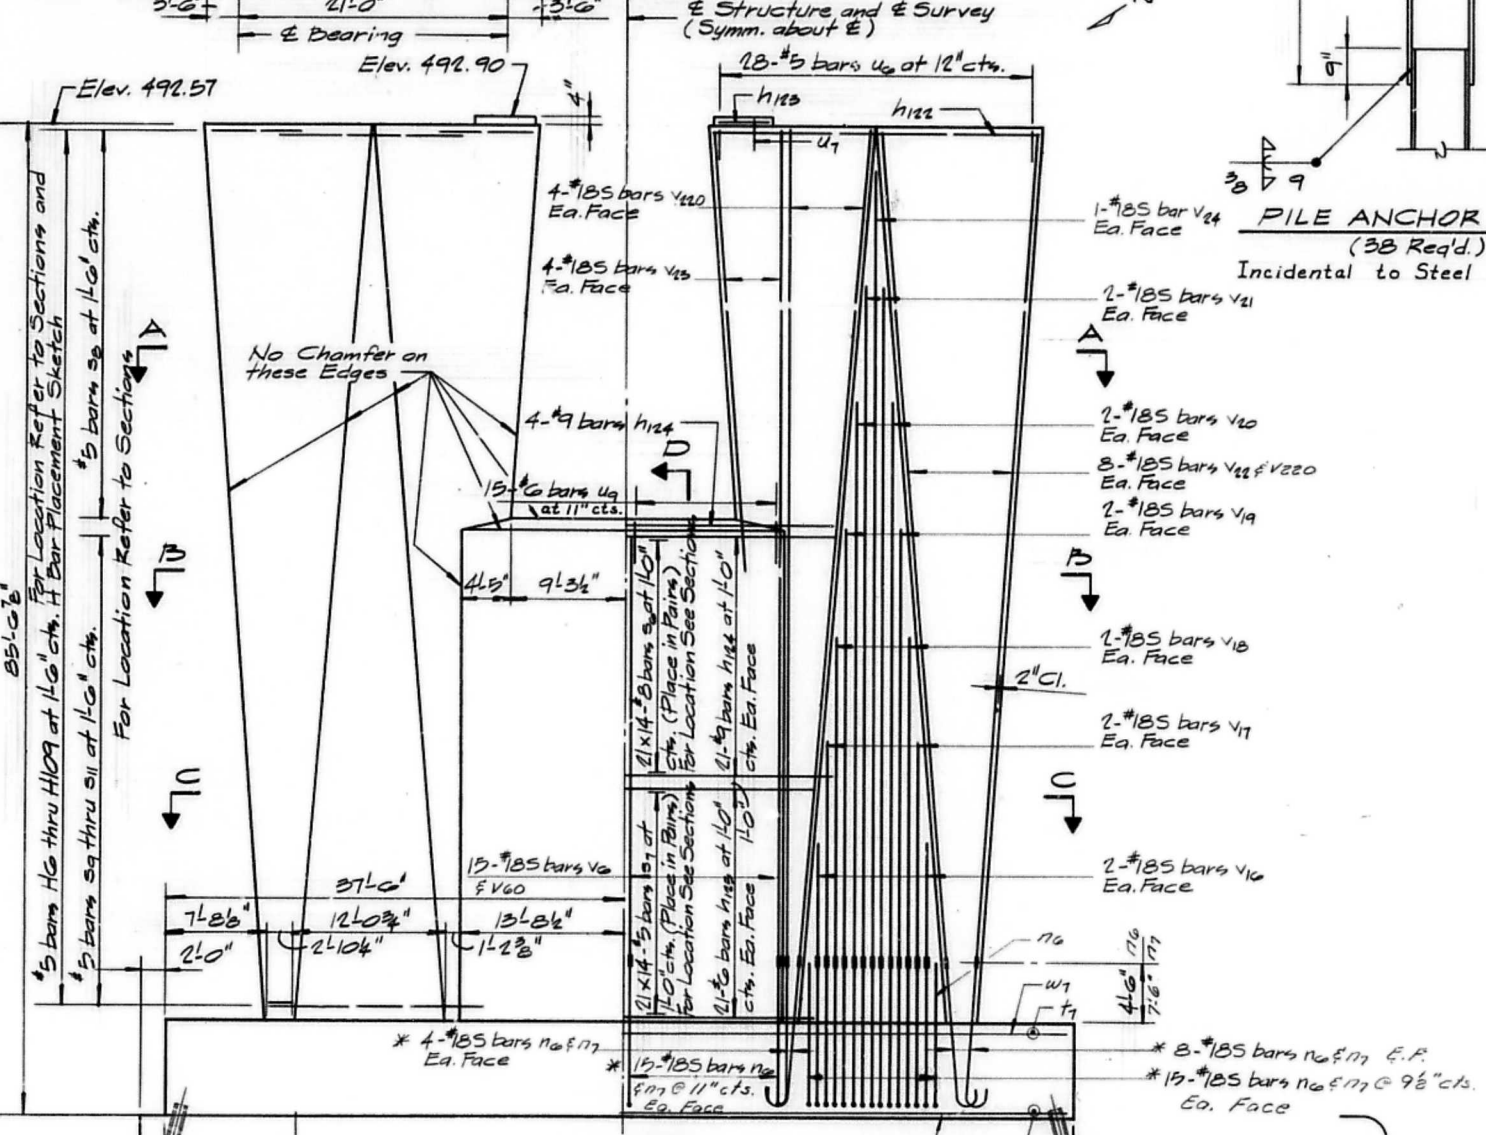 3'-6"
21'-0"
3'-6"
℄ Structure and ℄ Survey
(Symm. about ℄)
℄ Bearing
Elev. 492.90
Elev. 492.57
4"
28-#5 bars u6 at 12"cts.
h123
h122
u7
9"
3/8
9
PILE ANCHOR
(38 Req'd.)
Incidental to Steel
4-#18S bars v220
Ea. Face
4-#18S bars v23
Ea. Face
1-#18S bar v24
Ea. Face
2-#18S bars v21
Ea. Face
2-#18S bars v20
Ea. Face
8-#18S bars v22 & v220
Ea. Face
2-#18S bars v19
Ea. Face
2-#18S bars v18
Ea. Face
2" Cl.
2-#18S bars v17
Ea. Face
2-#18S bars v16
Ea. Face
A
A
B
B
C
C
D
No Chamfer on
these Edges
4-#9 bars h124
15-#6 bars u9
at 11" cts.
4'-5"
9'-3½"
85'-6⅞"
For Location Refer to Sections and
H Bar Placement Sketch
#5 bars H6 thru H109 at 1'-6" cts.
#5 bars s8 at 1'-6" cts.
#5 bars s9 thru s11 at 1'-6" cts.
For Location Refer to Sections
21x14-#8 bars s6 at 1'-0"
cts. (Place in Pairs)
For Location See Sections
21-#9 bars h124 at 1'-0"
cts. Ea. Face
21x14-#5 bars s7 at
1'-0" cts. (Place in Pairs)
For Location See Sections
21-#6 bars h125 at 1'-0"
cts. Ea. Face
1'-0"
15-#18S bars v6
& v60
37'-6"
7'-8⅛"
12'-0¾"
13'-8½"
2'-0"
2'-10¼"
1'-2⅜"
n6
w7
t7
4'-6" n6
7'-6" n7
* 4-#18S bars n6 & n7
Ea. Face
* 15-#18S bars n6
& n7 @ 11" cts.
Ea. Face
* 8-#18S bars n6 & n7 E.F.
* 15-#18S bars n6 & n7 @ 9½" cts.
Ea. Face